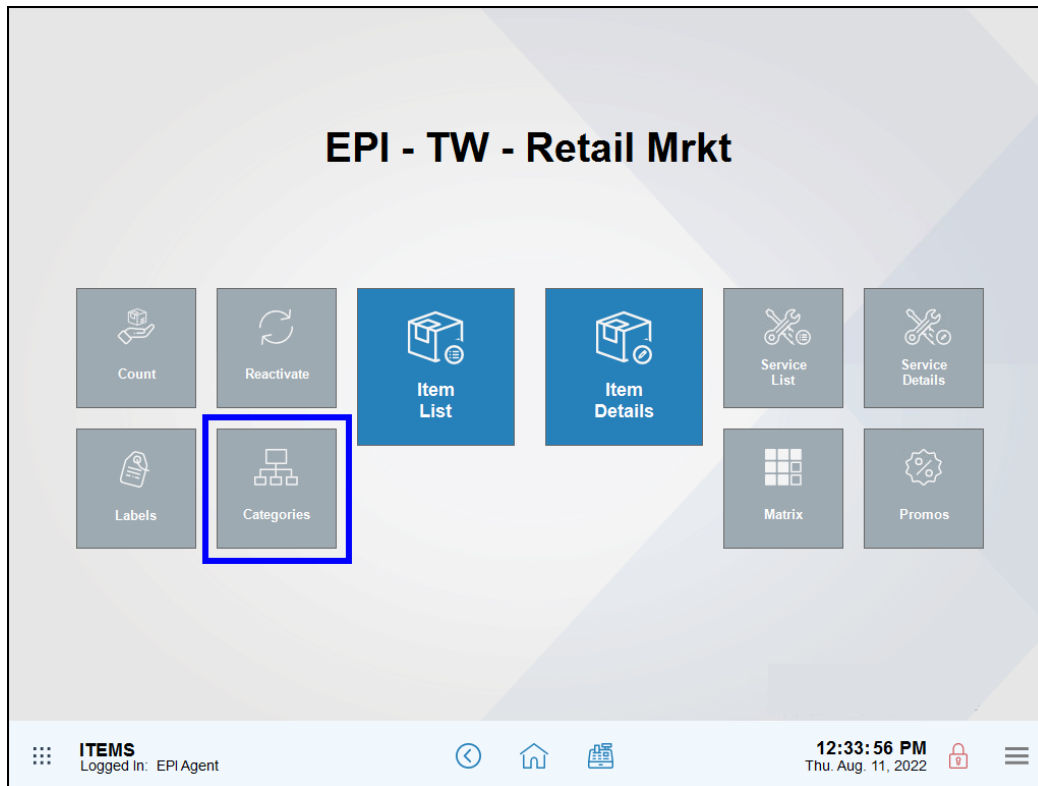 EPI - TW - Retail Mrkt
Count
Reactivate
Item
List
Item
Details
Service
List
Service
Details
Labels
Categories
Matrix
Promos
ITEMS
Logged In: EPI Agent
12:33:56 PM
Thu. Aug. 11, 2022